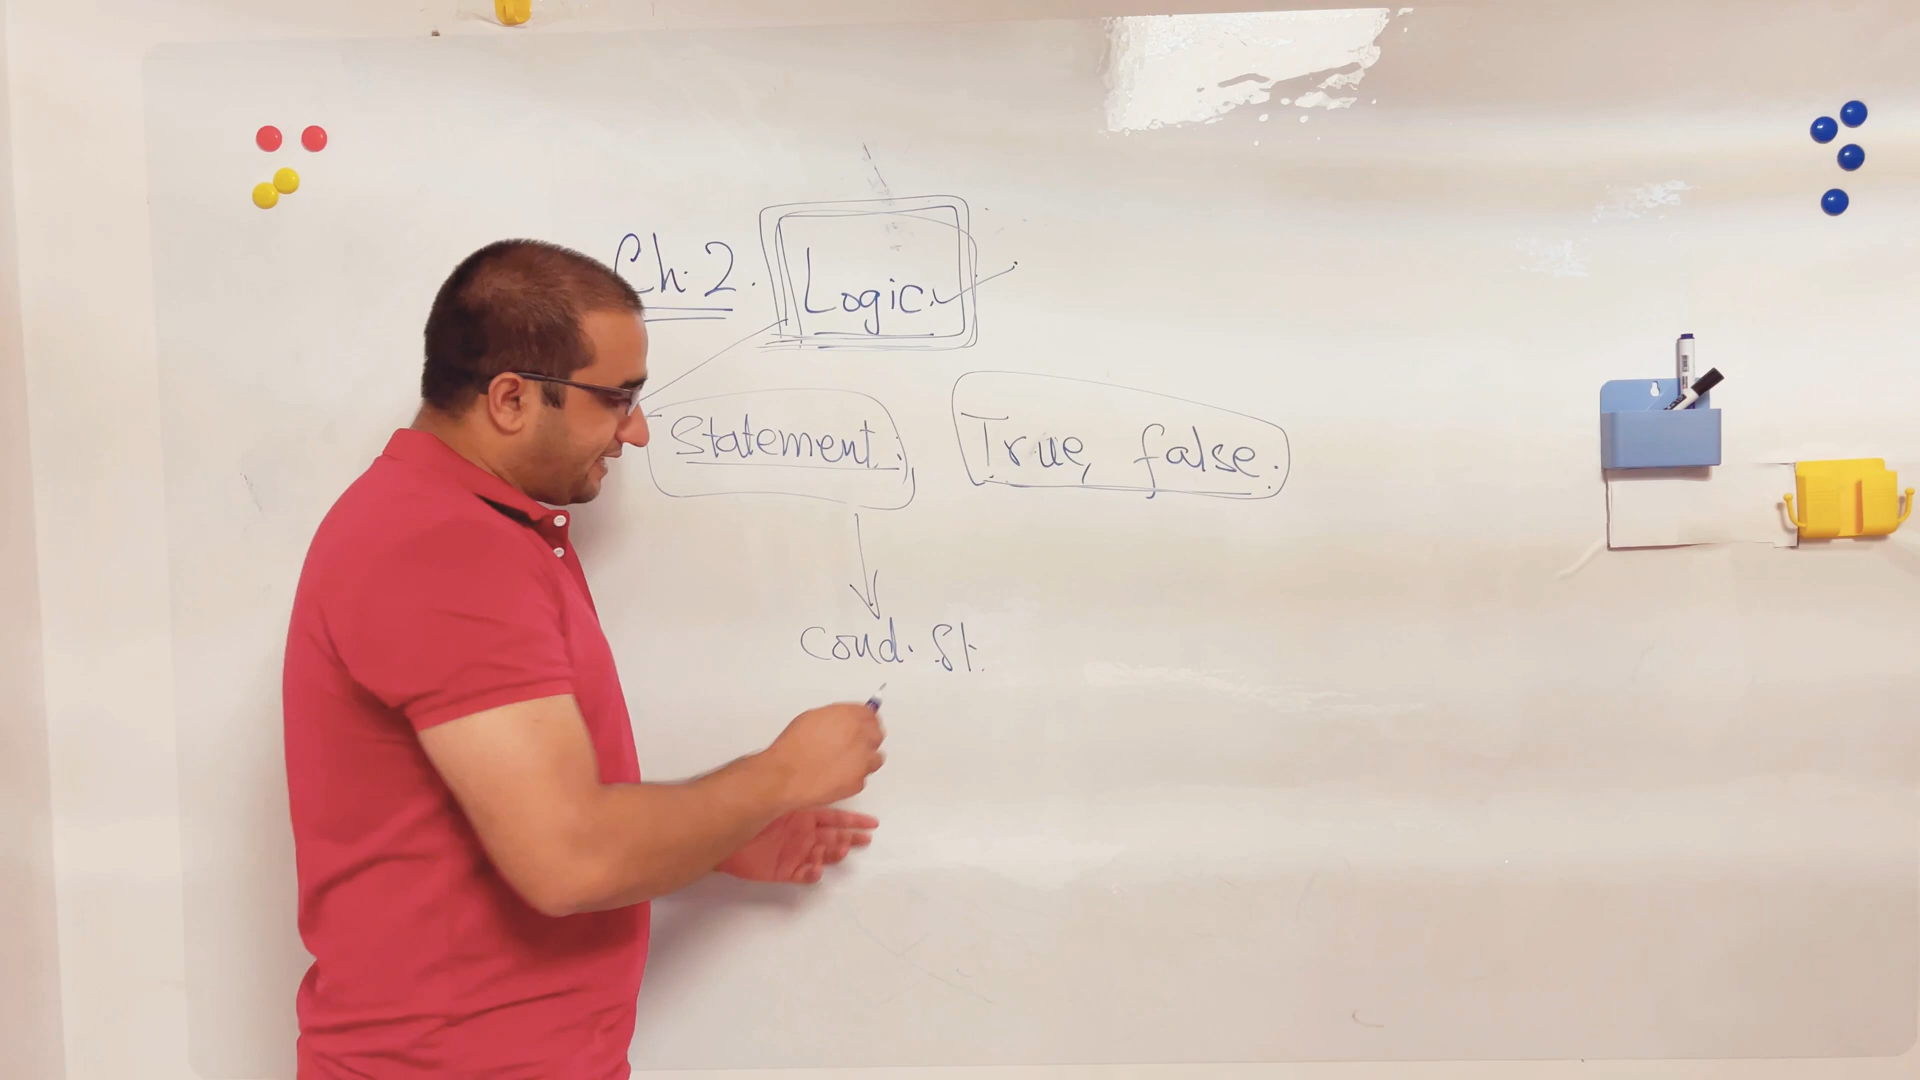 Ch. 2. Logic.
Statement. True, false.
Cond. St.